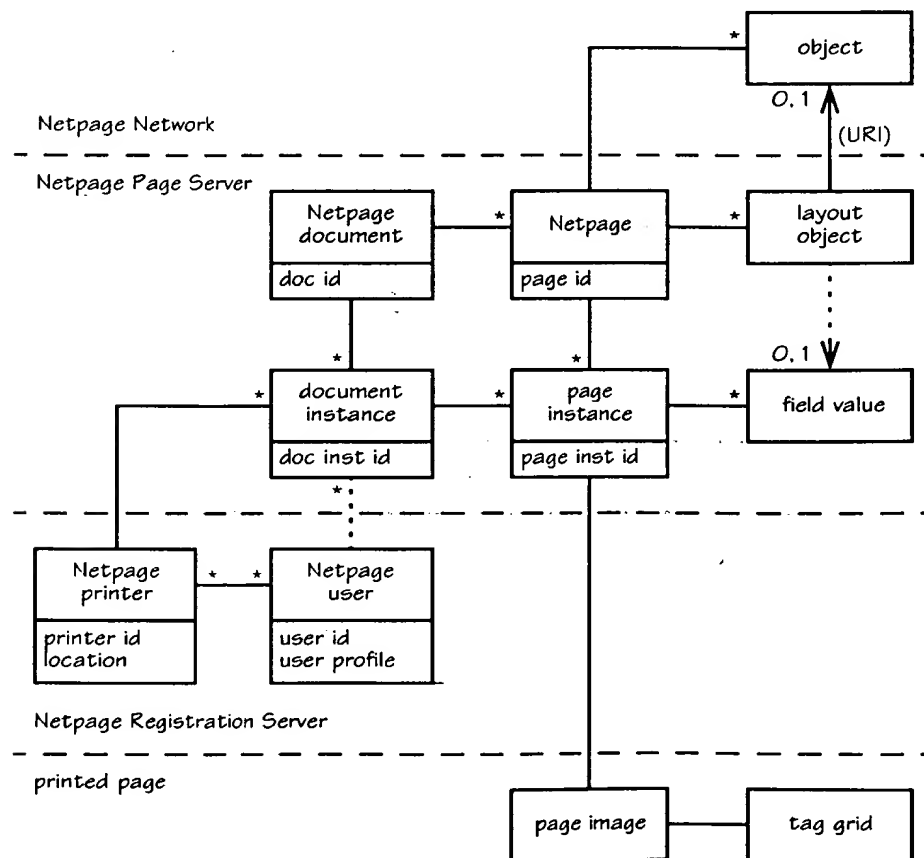 *
object
0, 1
(URI)
Netpage Network
Netpage Page Server
Netpage
document
doc id
*
Netpage
page id
*
layout
object
*
*
0, 1
*
document
instance
doc inst id
*
page
instance
page inst id
*
field value
*
Netpage
printer
printer id
location
*
*
Netpage
user
user id
user profile
Netpage Registration Server
printed page
page image
tag grid